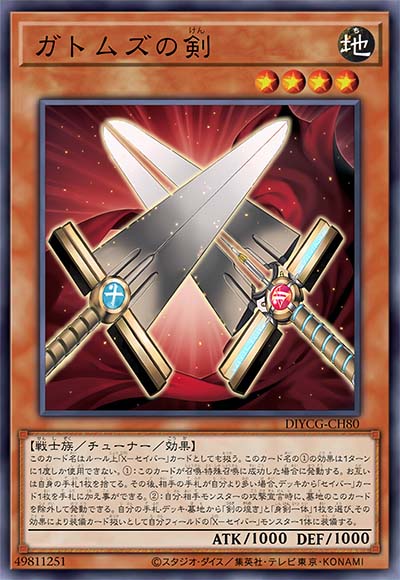 ガトムズの剣
けん
地
ち
DIYCG-CH80
【戦士族／チューナー／効果】
このカード名はルール上「X－セイバー」カードとしても扱う。このカード名の①の効果は1ターン
に1度しか使用できない。①：このカードが召喚・特殊召喚に成功した場合に発動する。お互い
は自身の手札1枚を捨てる。その後、相手の手札が自分より多い場合、デッキから「セイバー」カー
ド1枚を手札に加える事ができる。②：自分・相手モンスターの攻撃宣言時に、墓地のこのカード
を除外して発動できる。自分の手札・デッキ・墓地から「剣の煌き」と「身剣一体」1枚を選び、その
効果により装備カード扱いとして自分フィールドの「X－セイバー」モンスター1体に装備する。
ATK／1000 DEF／1000
49811251
©スタジオ・ダイス／集英社・テレビ東京・KONAMI